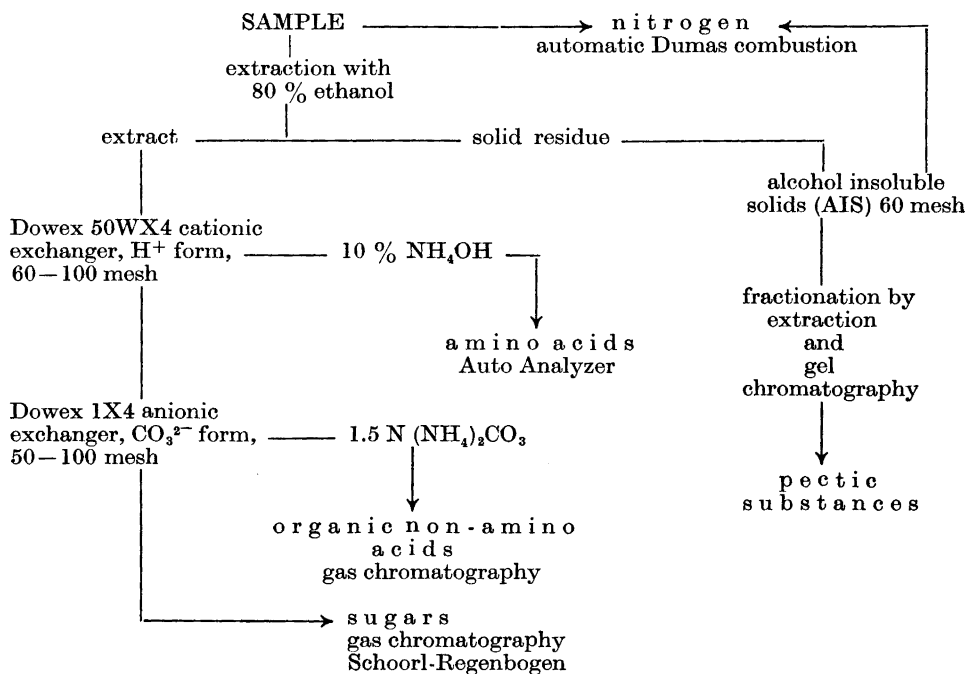 SAMPLE
nitrogen
automatic Dumas combustion
extraction with
80 % ethanol
extract
solid residue
alcohol insoluble
solids (AIS) 60 mesh
Dowex 50WX4 cationic
exchanger, H⁺ form,
60–100 mesh
10 % NH₄OH
amino acids
Auto Analyzer
fractionation by
extraction
and
gel
chromatography
Dowex 1X4 anionic
exchanger, CO₃²⁻ form,
50–100 mesh
1.5 N (NH₄)₂CO₃
pectic
substances
organic non-amino
acids
gas chromatography
sugars
gas chromatography
Schoorl-Regenbogen